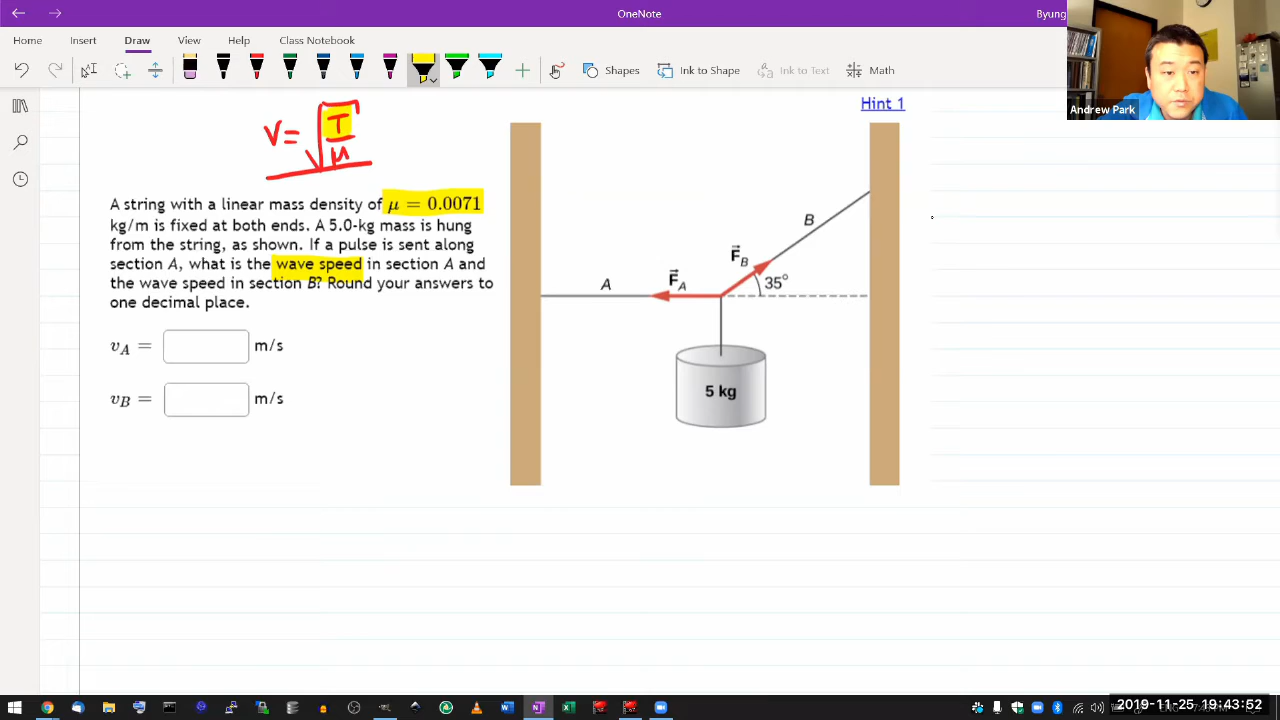 OneNote
Byung
Home Insert Draw View Help Class Notebook
Shapes Ink to Shape Ink to Text Math
Andrew Park
Hint 1
v = √T/μ
A string with a linear mass density of μ = 0.0071
kg/m is fixed at both ends. A 5.0-kg mass is hung
from the string, as shown. If a pulse is sent along
section A, what is the wave speed in section A and
the wave speed in section B? Round your answers to
one decimal place.
v_A = m/s
v_B = m/s
B
F⃗_B
A
F⃗_A
35°
5 kg
2019-11-25 19:43:52